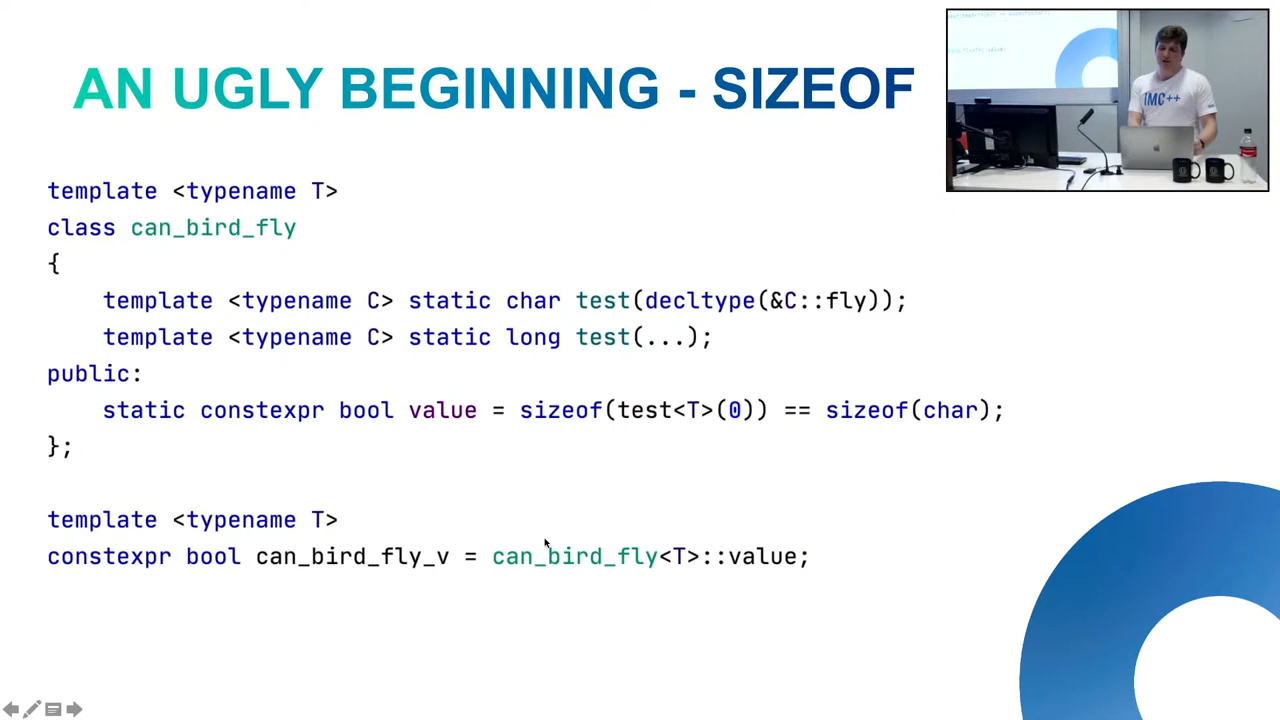 AN UGLY BEGINNING - SIZEOF
template <typename T>
class can_bird_fly
{
template <typename C> static char test(decltype(&C::fly));
template <typename C> static long test(...);
public:
static constexpr bool value = sizeof(test<T>(0)) == sizeof(char);
};
template <typename T>
constexpr bool can_bird_fly_v = can_bird_fly<T>::value;